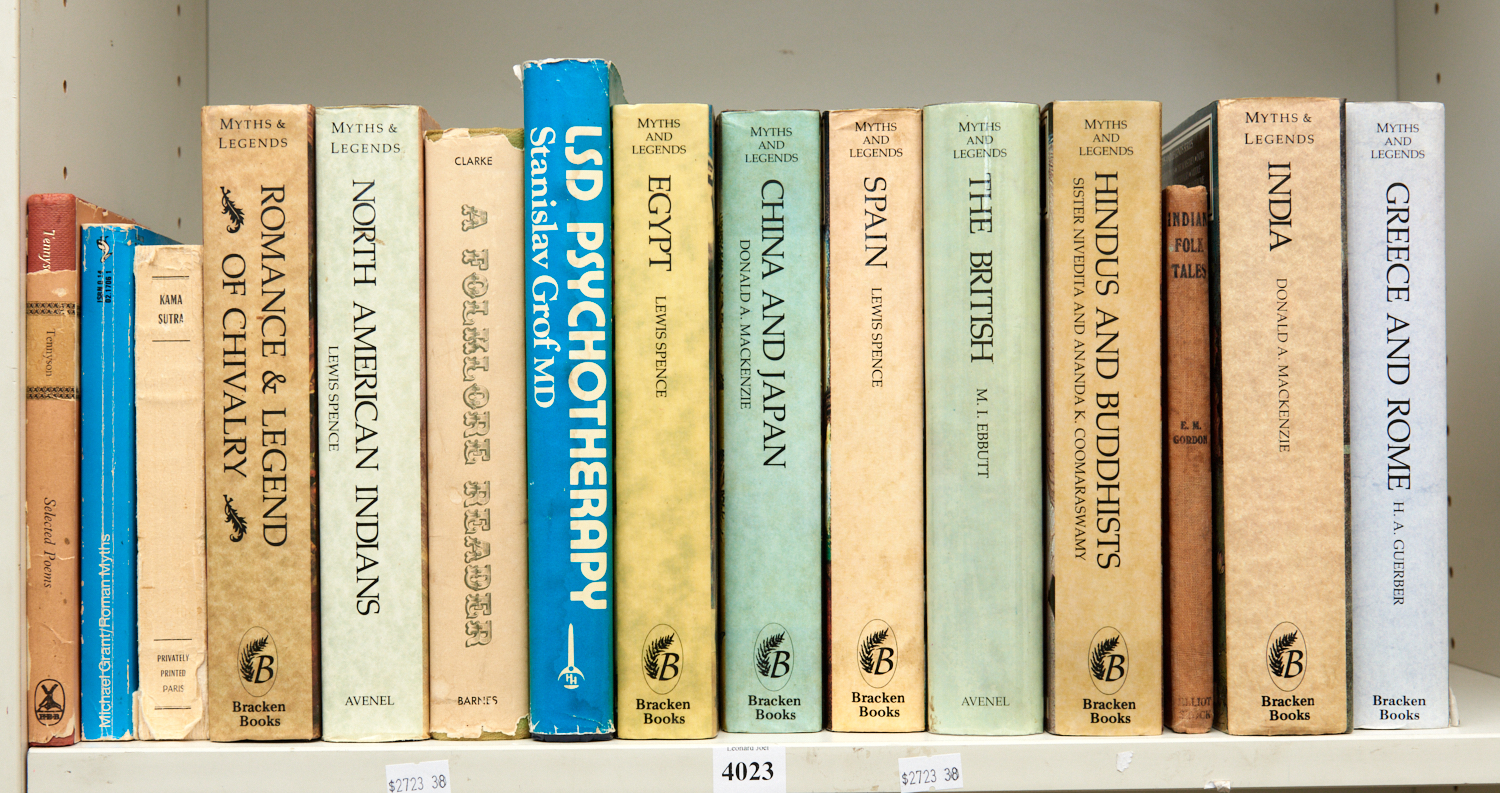 Tennyson
Selected Poems
Michael Grant/Roman Myths
KAMA
SUTRA
PRIVATELY
PRINTED
PARIS
MYTHS &
LEGENDS
ROMANCE & LEGEND
OF CHIVALRY
B
Bracken
Books
MYTHS &
LEGENDS
NORTH AMERICAN INDIANS
LEWIS SPENCE
AVENEL
CLARKE
A FOLKLORE READER
BARNES
LSD PSYCHOTHERAPY
Stanislav Grof MD
HH
MYTHS
AND
LEGENDS
EGYPT
LEWIS SPENCE
B
Bracken
Books
MYTHS
AND
LEGENDS
CHINA AND JAPAN
DONALD A. MACKENZIE
B
Bracken
Books
MYTHS
AND
LEGENDS
SPAIN
LEWIS SPENCE
B
Bracken
Books
MYTHS
AND
LEGENDS
THE BRITISH
M. I. EBBUTT
AVENEL
MYTHS
AND
LEGENDS
HINDUS AND BUDDHISTS
SISTER NIVEDITA AND ANANDA K. COOMARASWAMY
B
Bracken
Books
INDIAN
FOLK
TALES
E. M.
GORDON
MYTHS &
LEGENDS
INDIA
DONALD A. MACKENZIE
B
Bracken
Books
MYTHS
AND
LEGENDS
GREECE AND ROME
H. A. GUERBER
Bracken
Books
$2723 38
Leonard Joel
4023
$2723 38